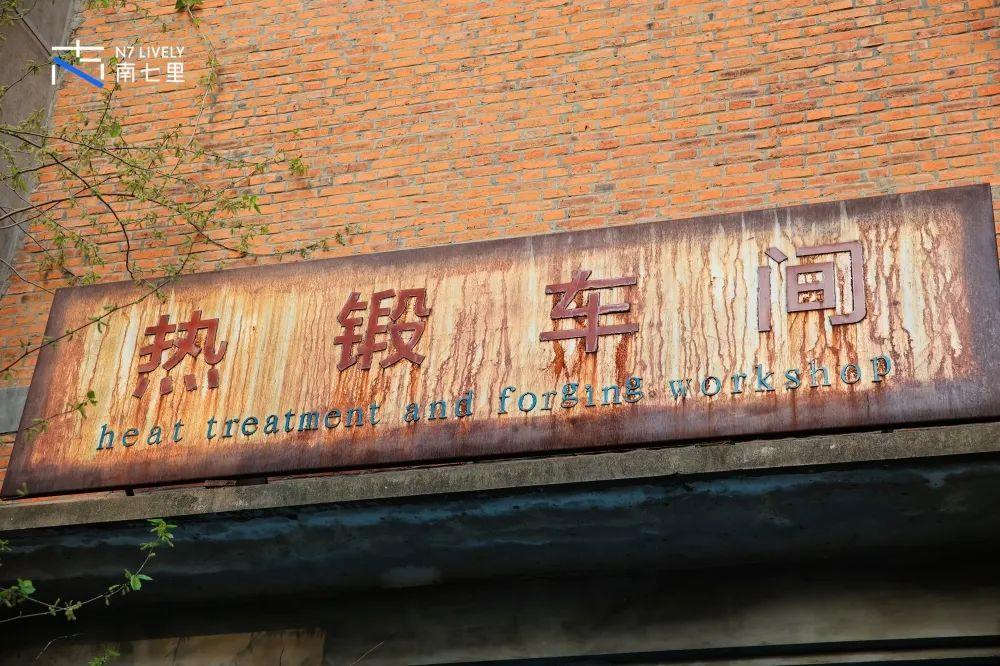 N7 LIVELY
南七里
热锻车间
heat treatment and forging workshop